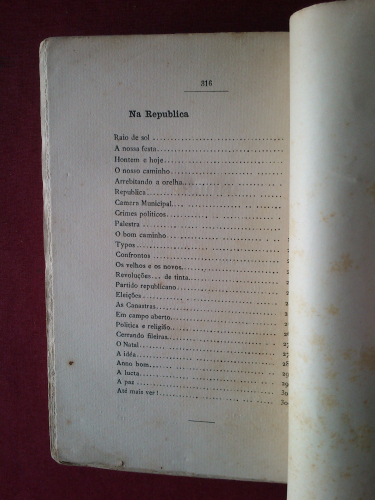 316
Na Republica
Raio de sol
A nossa festa
Hontem e hoje
O nosso caminho
Arrebitando a orelha
Republica
Camara Municipal
Crimes politicos
Palestra
O bom caminho
Typos
Confrontos
Os velhos e os novos
Revoluções... de tinta
Partido republicano
Eleições
As Canastras
Em campo aberto
Politica e religião
Cerrando fileiras
O Natal
A idéa
Anno bom
A lucta
A paz
Até mais ver!